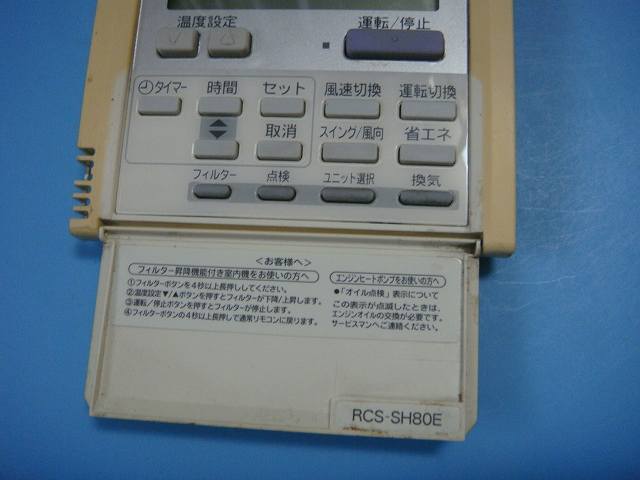 温度設定 運転/停止
タイマー 時間 セット 風速切換 運転切換
取消 スイング/風向 省エネ
フィルター 点検 ユニット選択 換気
<お客様へ>
フィルター昇降機能付き室内機をお使いの方へ
①フィルターボタンを4秒以上長押ししてください。
②温度設定▼/▲ボタンを押すとフィルターが下降/上昇します。
③運転/停止ボタンを押すとフィルターが停止します。
④フィルターボタンの4秒以上長押しで通常リモコンに戻ります。
エンジンヒートポンプをお使いの方へ
●「オイル点検」表示について
この表示が点滅したときは、
エンジンオイルの交換が必要です。
サービスマンへご連絡ください。
RCS-SH80E